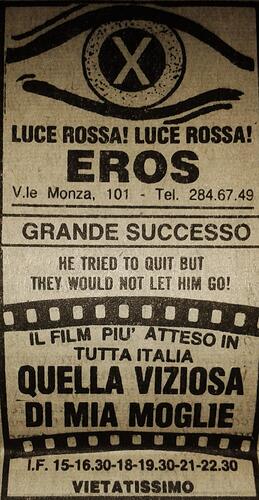 X
LUCE ROSSA! LUCE ROSSA!
EROS
V.le Monza, 101 - Tel. 284.67.49
GRANDE SUCCESSO
HE TRIED TO QUIT BUT
THEY WOULD NOT LET HIM GO!
IL FILM PIU' ATTESO IN
TUTTA ITALIA
QUELLA VIZIOSA
DI MIA MOGLIE
I.F. 15-16.30-18-19.30-21-22.30
VIETATISSIMO